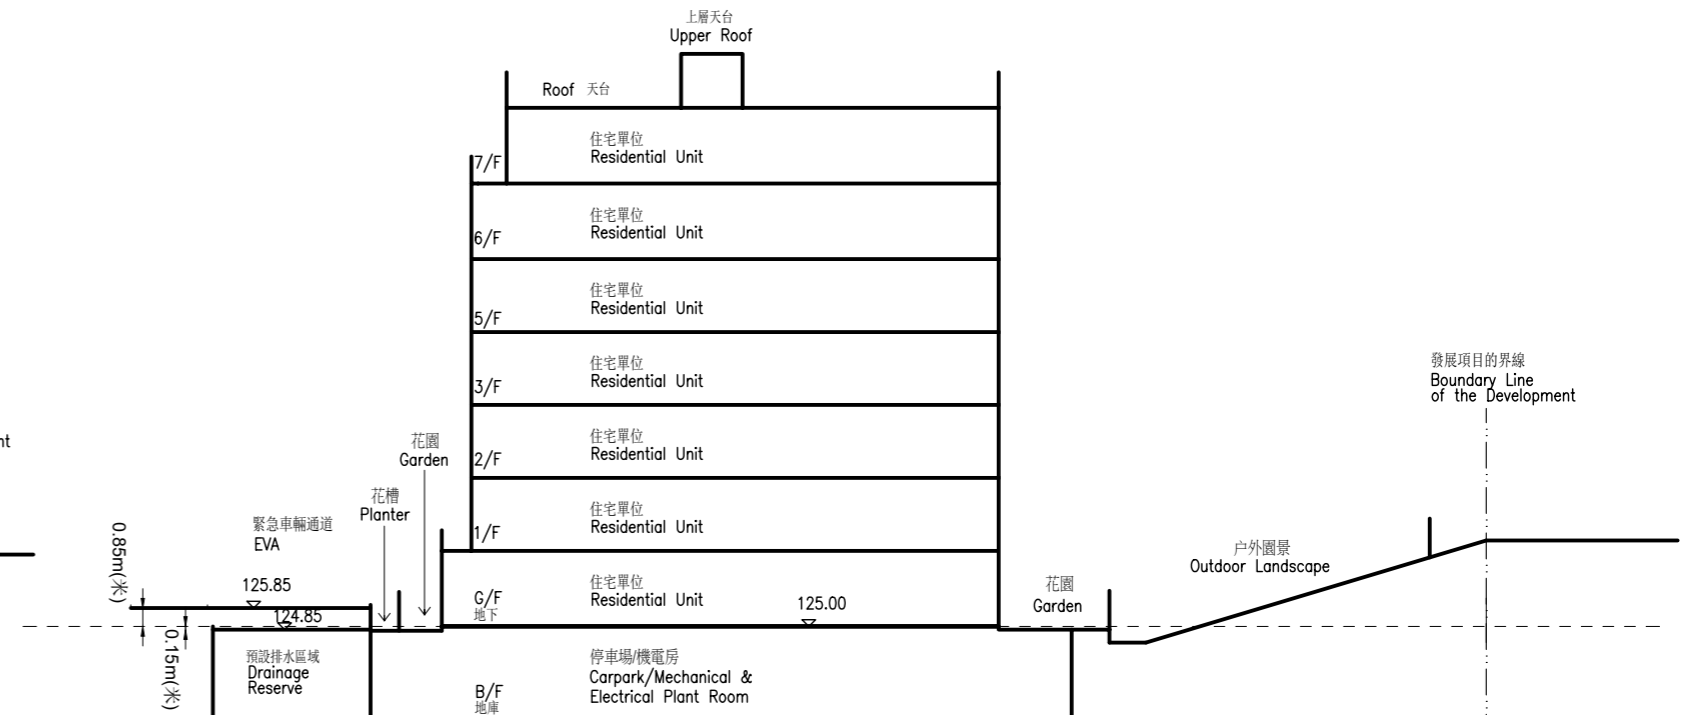 上層天台
Upper Roof
Roof 天台
住宅單位
7/F Residential Unit
住宅單位
6/F Residential Unit
住宅單位
5/F Residential Unit
住宅單位
3/F Residential Unit
住宅單位
2/F Residential Unit
住宅單位
1/F Residential Unit
住宅單位
G/F Residential Unit
地下
125.00
停車場/機電房
Carpark/Mechanical &
Electrical Plant Room
B/F
地庫
花園
Garden
花槽
Planter
緊急車輛通道
EVA
125.85
124.85
0.85m(米)
0.15m(米)
預設排水區域
Drainage
Reserve
nt
花園
Garden
户外園景
Outdoor Landscape
發展項目的界線
Boundary Line
of the Development